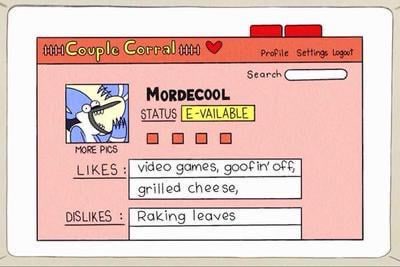 Couple Corral
Profile Settings Logout
Search
MORDECOOL
STATUS E-VAILABLE
MORE PICS
LIKES: video games, goofin' off,
grilled cheese,
DISLIKES: Raking leaves